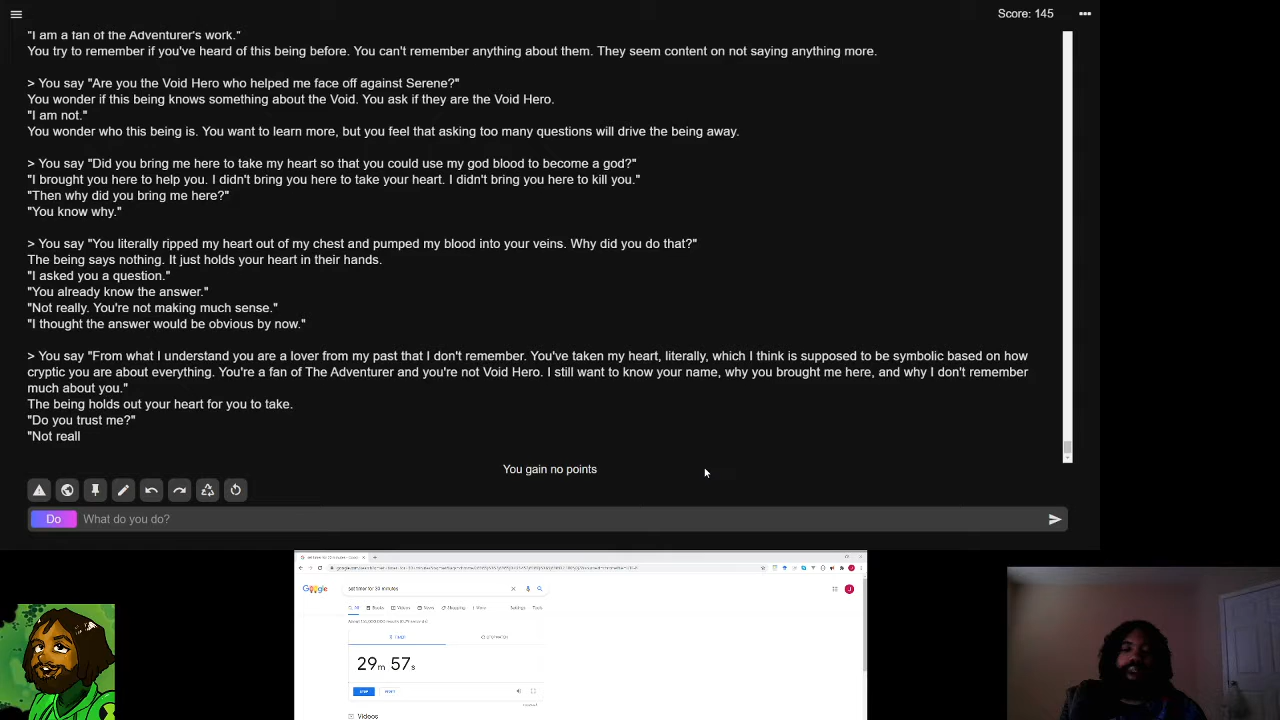 Score: 145
"I am a fan of the Adventurer's work."
You try to remember if you've heard of this being before. You can't remember anything about them. They seem content on not saying anything more.
> You say "Are you the Void Hero who helped me face off against Serene?"
You wonder if this being knows something about the Void. You ask if they are the Void Hero.
"I am not."
You wonder who this being is. You want to learn more, but you feel that asking too many questions will drive the being away.
> You say "Did you bring me here to take my heart so that you could use my god blood to become a god?"
"I brought you here to help you. I didn't bring you here to take your heart. I didn't bring you here to kill you."
"Then why did you bring me here?"
"You know why."
> You say "You literally ripped my heart out of my chest and pumped my blood into your veins. Why did you do that?"
The being says nothing. It just holds your heart in their hands.
"I asked you a question."
"You already know the answer."
"Not really. You're not making much sense."
"I thought the answer would be obvious by now."
> You say "From what I understand you are a lover from my past that I don't remember. You've taken my heart, literally, which I think is supposed to be symbolic based on how
cryptic you are about everything. You're a fan of The Adventurer and you're not Void Hero. I still want to know your name, why you brought me here, and why I don't remember
much about you."
The being holds out your heart for you to take.
"Do you trust me?"
"Not reall
You gain no points
Do What do you do?
Google
set timer for 30 minutes
Books Videos News Shopping More Settings Tools
29m 57s
Videos